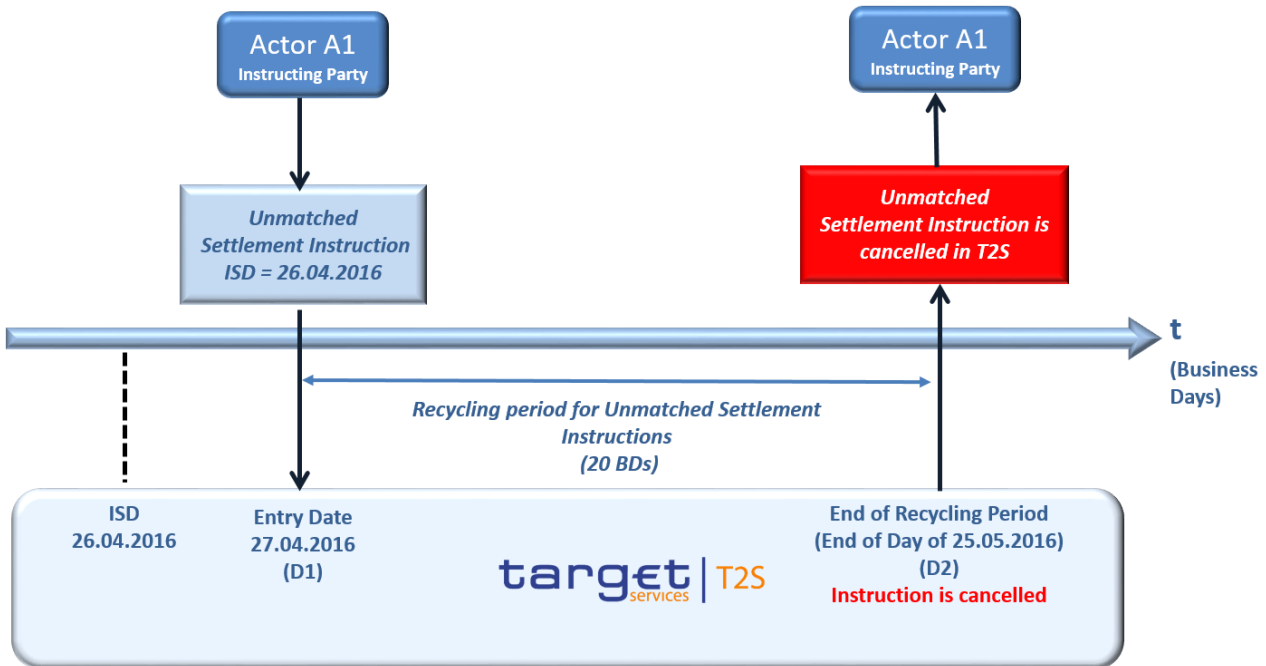 Actor A1
Instructing Party
Actor A1
Instructing Party
Unmatched
Settlement Instruction
ISD = 26.04.2016
Unmatched
Settlement Instruction is
cancelled in T2S
t
(Business
Days)
Recycling period for Unmatched Settlement
Instructions
(20 BDs)
ISD
26.04.2016
Entry Date
27.04.2016
(D1)
target | T2S
services
End of Recycling Period
(End of Day of 25.05.2016)
(D2)
Instruction is cancelled